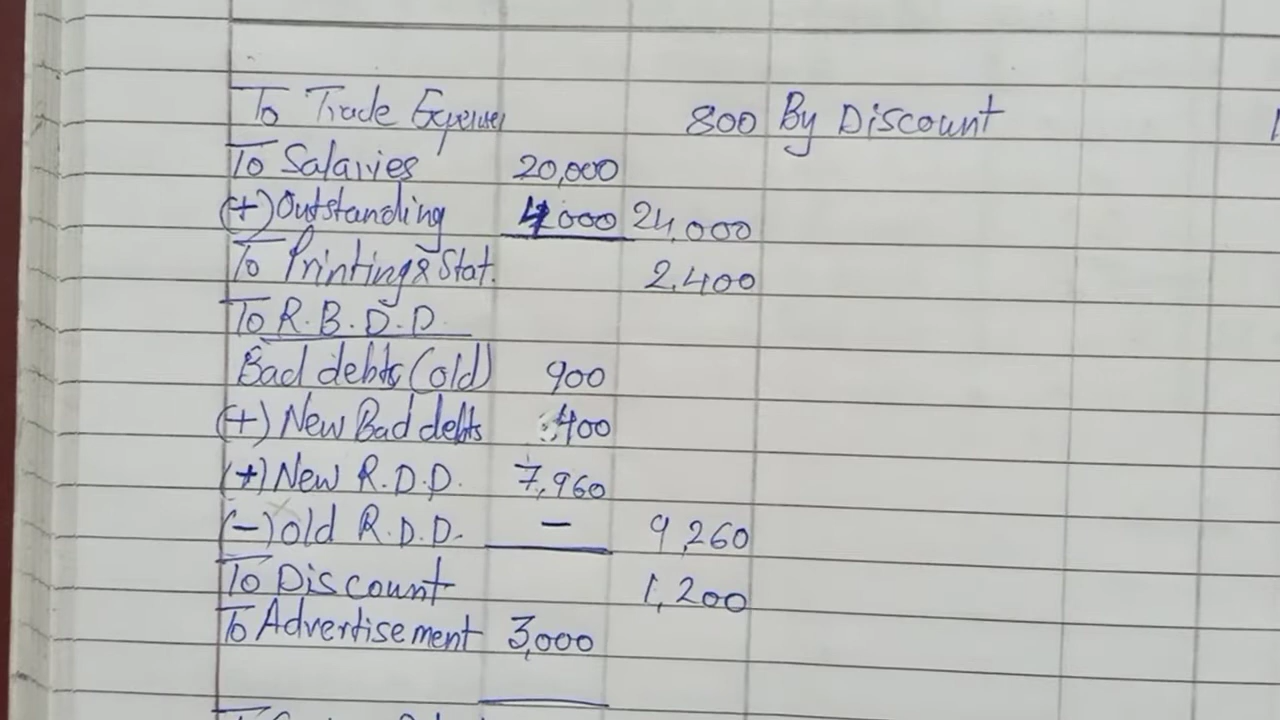 To Trade Expenses 800 By Discount
To Salaries 20,000
(+) Outstanding 4000 24,000
To Printing & Stat. 2,400
To R.B.D.D.
Bad debts (old) 900
(+) New Bad debts 400
(+) New R.D.D. 7,960
(-) old R.D.D. - 9,260
To Discount 1,200
To Advertisement 3,000